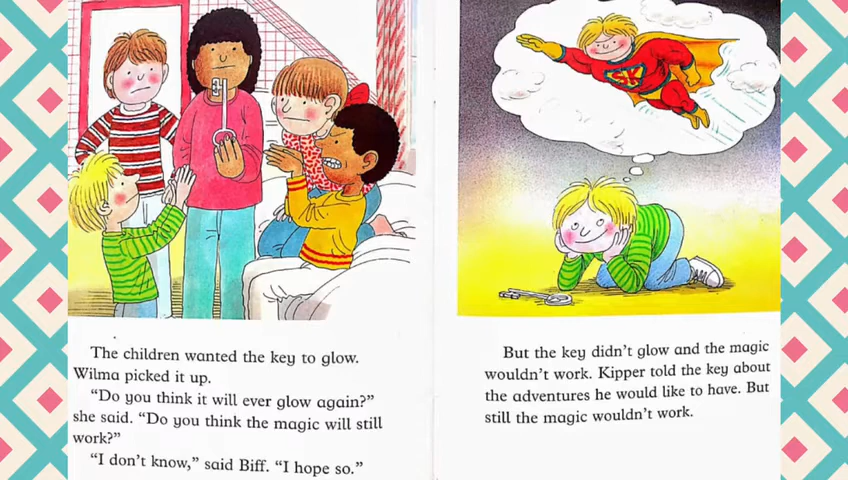 The children wanted the key to glow.
Wilma picked it up.
“Do you think it will ever glow again?”
she said. “Do you think the magic will still
work?”
“I don’t know,” said Biff. “I hope so.”
SK
But the key didn’t glow and the magic
wouldn’t work. Kipper told the key about
the adventures he would like to have. But
still the magic wouldn’t work.